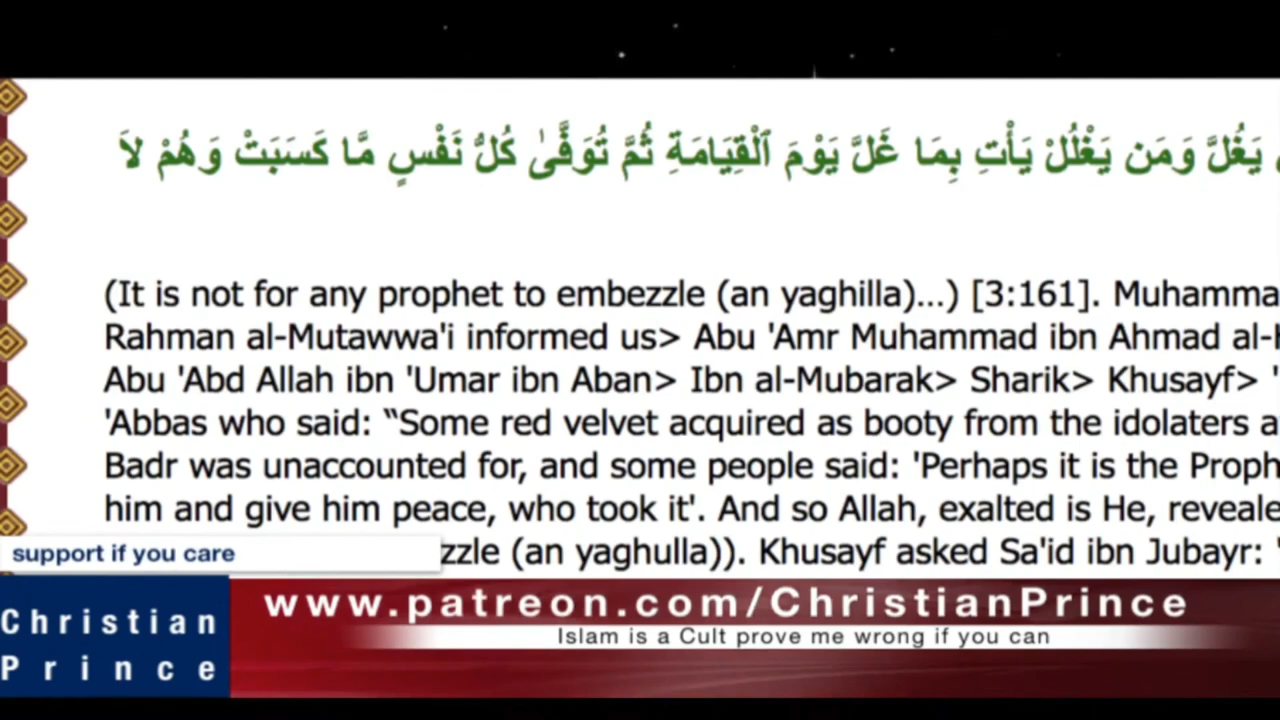 يَغُلَّ وَمَن يَغْلُلْ يَأْتِ بِمَا غَلَّ يَوْمَ ٱلْقِيَامَةِ ثُمَّ تُوَفَّىٰ كُلُّ نَفْسٍ مَّا كَسَبَتْ وَهُمْ لاَ
(It is not for any prophet to embezzle (an yaghilla)...) [3:161]. Muhamma
Rahman al-Mutawwa'i informed us> Abu 'Amr Muhammad ibn Ahmad al-H
Abu 'Abd Allah ibn 'Umar ibn Aban> Ibn al-Mubarak> Sharik> Khusayf> '
'Abbas who said: “Some red velvet acquired as booty from the idolaters a
Badr was unaccounted for, and some people said: 'Perhaps it is the Proph
him and give him peace, who took it'. And so Allah, exalted is He, reveale
zzle (an yaghulla)). Khusayf asked Sa'id ibn Jubayr: '
support if you care
Christian
Prince
www.patreon.com/ChristianPrince
Islam is a Cult prove me wrong if you can